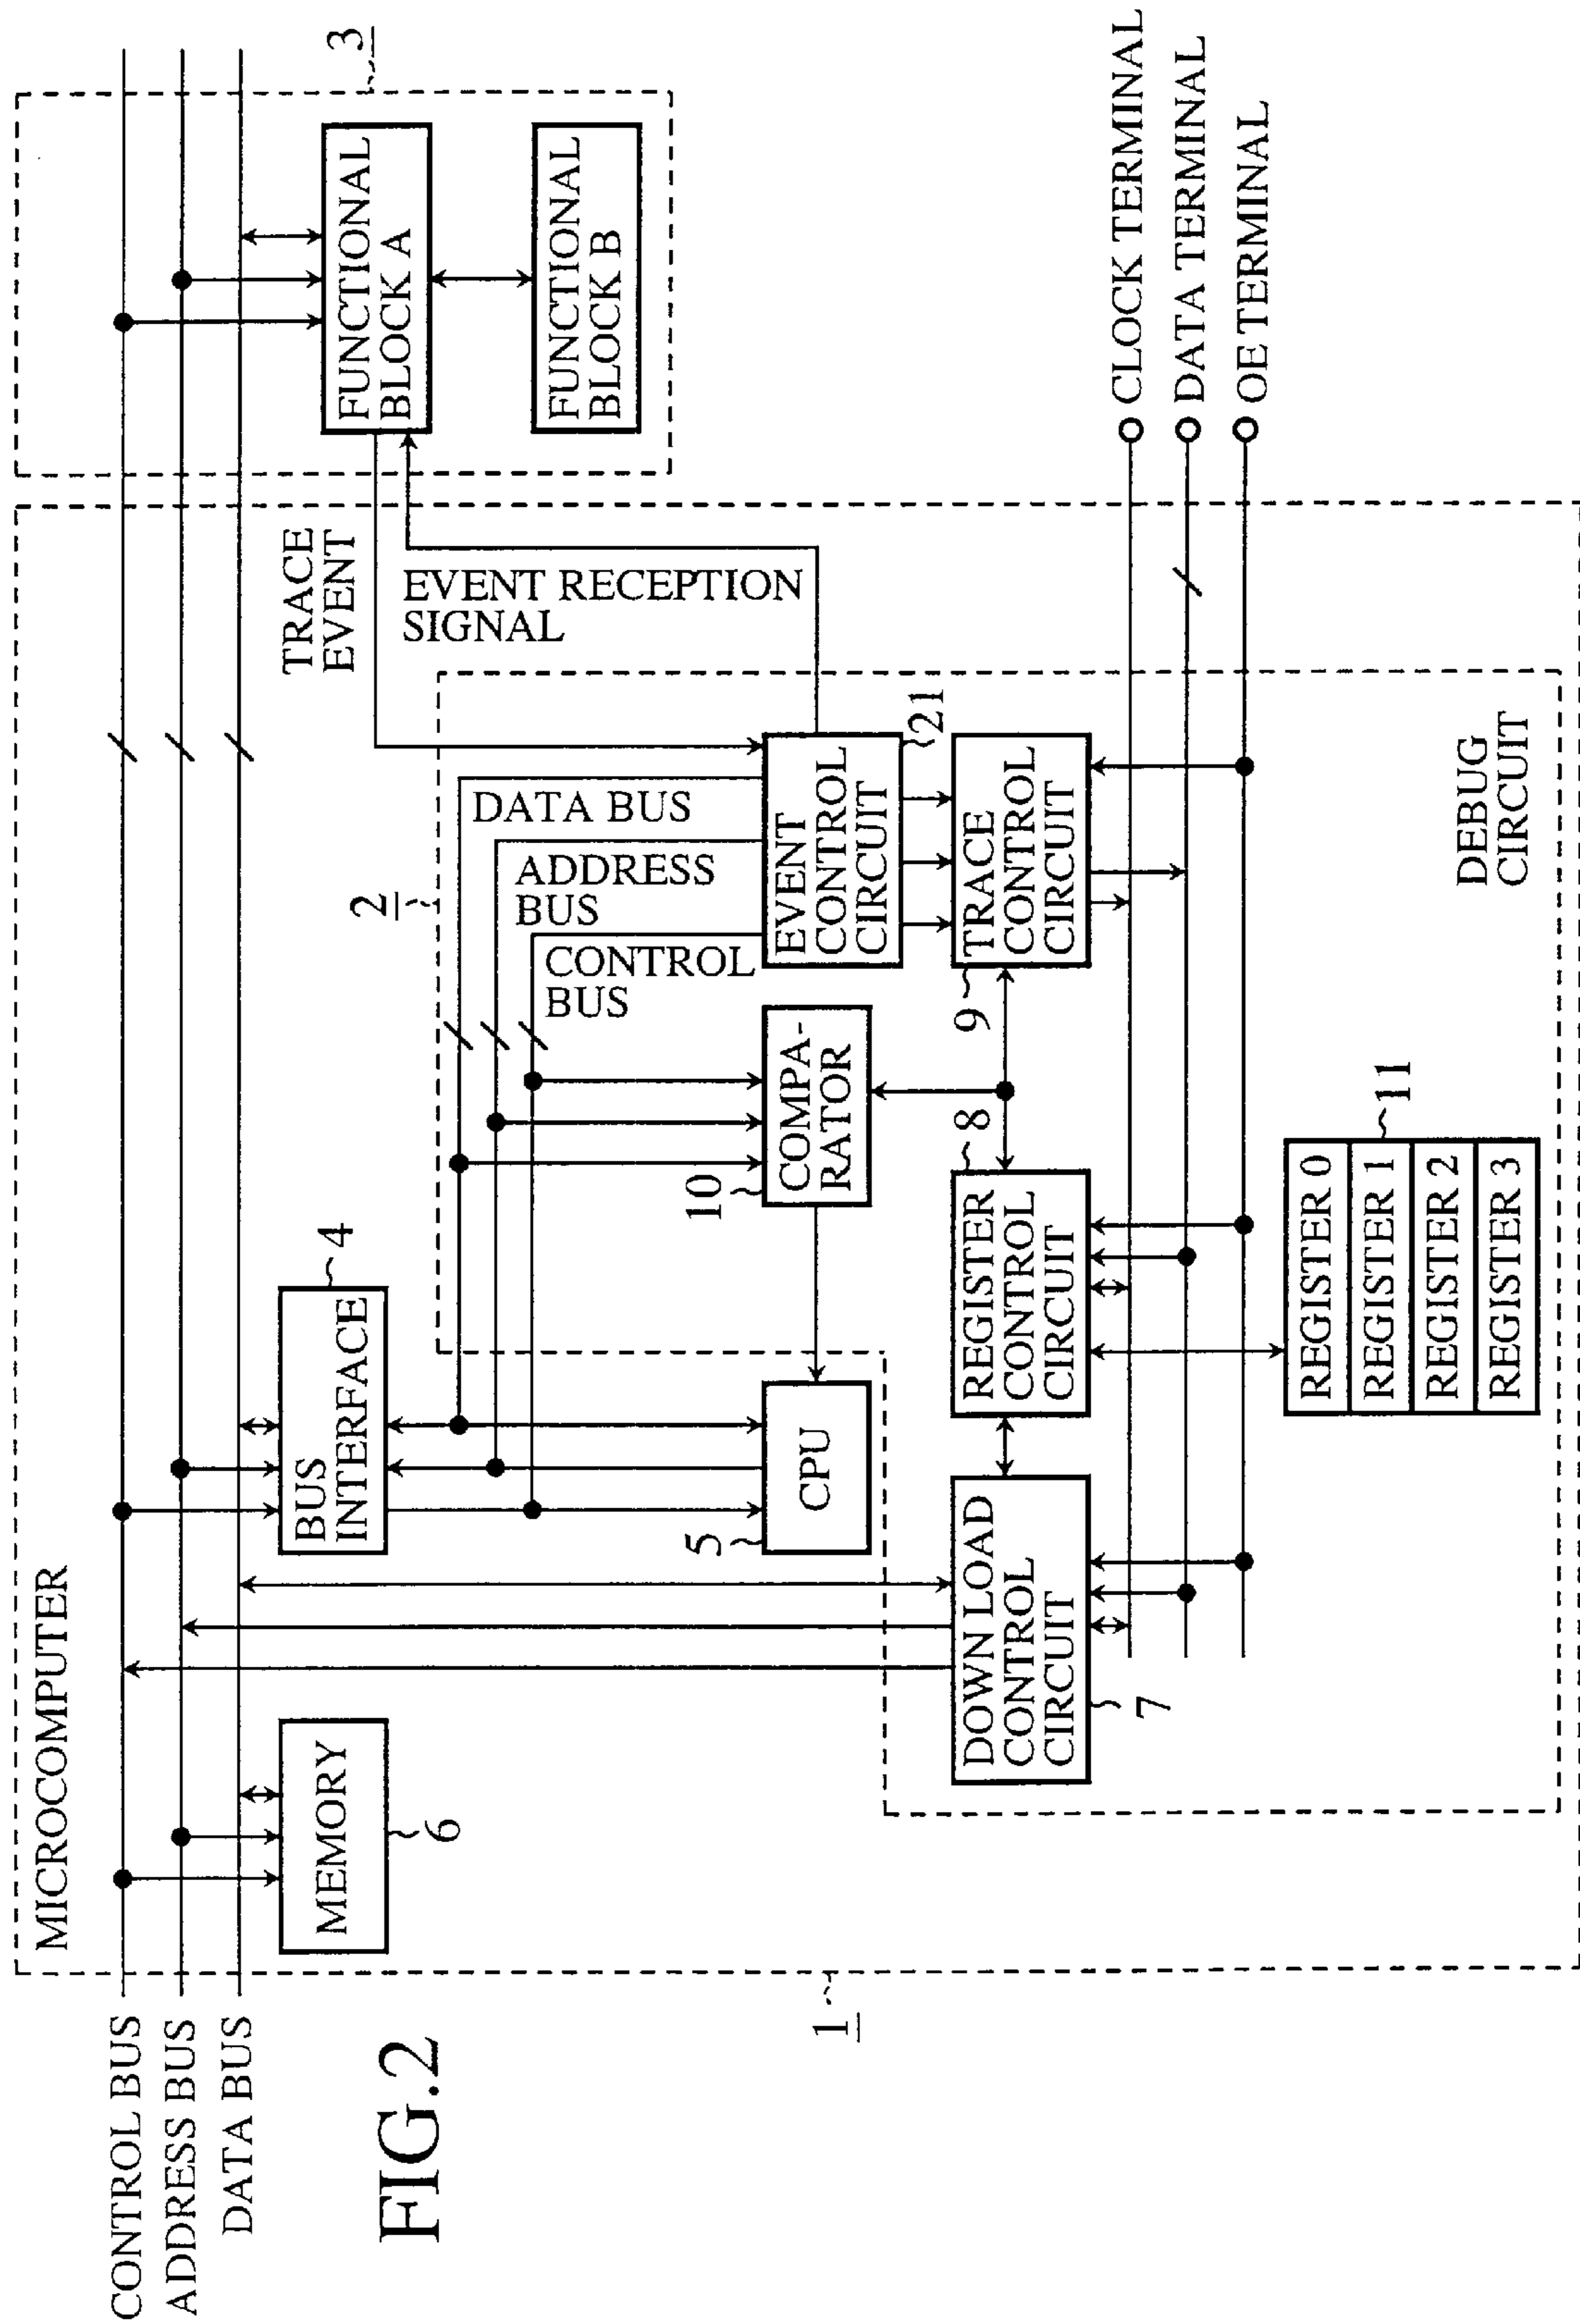 FIG.2
CONTROL BUS
ADDRESS BUS
DATA BUS
MICROCOMPUTER
1
MEMORY
6
BUS
INTERFACE
4
CPU
5
2
DATA BUS
ADDRESS
BUS
CONTROL
BUS
TRACE
EVENT
EVENT RECEPTION
SIGNAL
3
FUNCTIONAL
BLOCK A
FUNCTIONAL
BLOCK B
COMPA-
RATOR
10
EVENT
CONTROL
CIRCUIT
21
DOWN LOAD
CONTROL
CIRCUIT
7
REGISTER
CONTROL
CIRCUIT
8
TRACE
CONTROL
CIRCUIT
9
CLOCK TERMINAL
DATA TERMINAL
OE TERMINAL
REGISTER 0
REGISTER 1
REGISTER 2
REGISTER 3
11
DEBUG
CIRCUIT